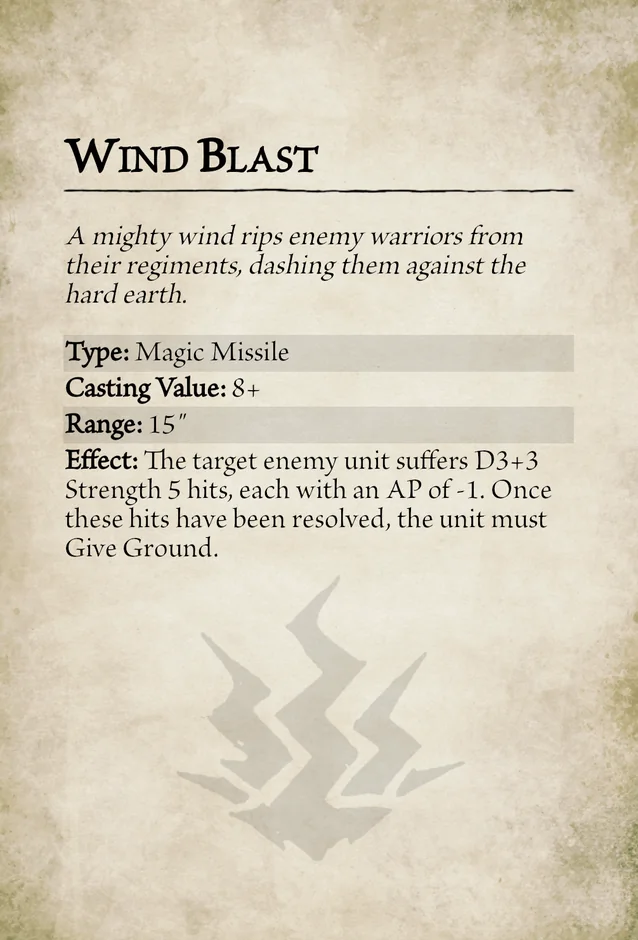 Wind Blast
A mighty wind rips enemy warriors from
their regiments, dashing them against the
hard earth.
Type: Magic Missile
Casting Value: 8+
Range: 15″
Effect: The target enemy unit suffers D3+3
Strength 5 hits, each with an AP of -1. Once
these hits have been resolved, the unit must
Give Ground.